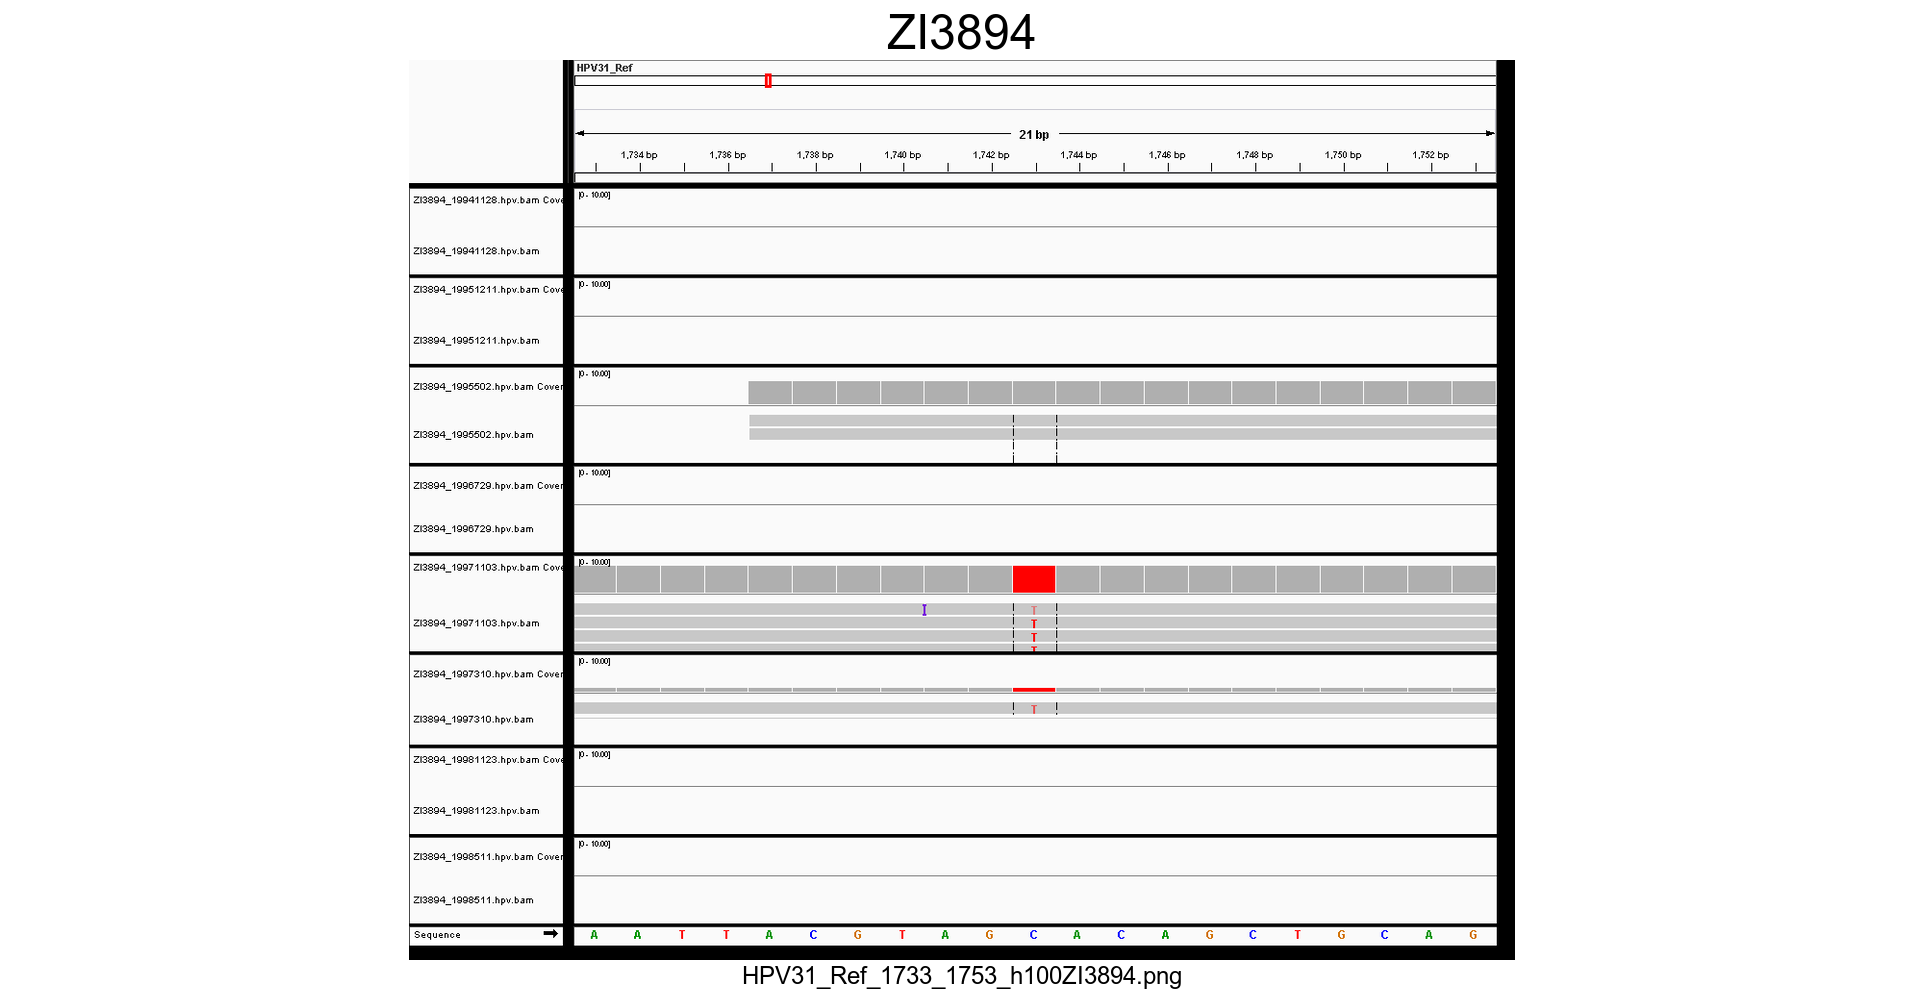 ZI3894
HPV31_Ref
21 bp
1,734 bp 1,736 bp 1,738 bp 1,740 bp 1,742 bp 1,744 bp 1,746 bp 1,748 bp 1,750 bp 1,752 bp
ZI3894_19941128.hpv.bam Cove [0 - 10.00]
ZI3894_19941128.hpv.bam
ZI3894_19951211.hpv.bam Cove [0 - 10.00]
ZI3894_19951211.hpv.bam
ZI3894_1995502.hpv.bam Cover [0 - 10.00]
ZI3894_1995502.hpv.bam
ZI3894_1996729.hpv.bam Cover [0 - 10.00]
ZI3894_1996729.hpv.bam
ZI3894_19971103.hpv.bam Cove [0 - 10.00]
I T
ZI3894_19971103.hpv.bam T
T
T
ZI3894_1997310.hpv.bam Cover [0 - 10.00]
ZI3894_1997310.hpv.bam T
ZI3894_19981123.hpv.bam Cove [0 - 10.00]
ZI3894_19981123.hpv.bam
ZI3894_1998511.hpv.bam Cover [0 - 10.00]
ZI3894_1998511.hpv.bam
Sequence A A T T A C G T A G C A C A G C T G C A G
HPV31_Ref_1733_1753_h100ZI3894.png